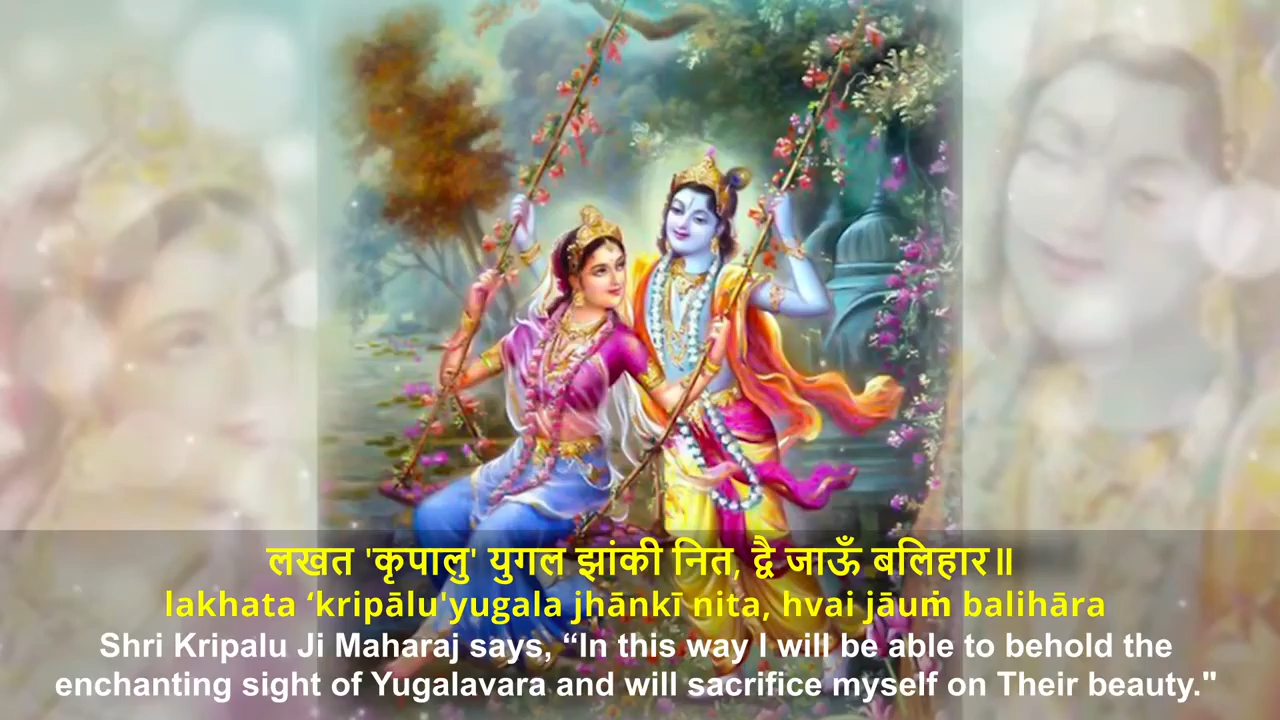 लखत 'कृपालु' युगल झांकी नित, द्वै जाऊँ बलिहार॥
lakhata ‘kripālu'yugala jhānkī nita, hvai jāuṁ balihāra
Shri Kripalu Ji Maharaj says, “In this way I will be able to behold the
enchanting sight of Yugalavara and will sacrifice myself on Their beauty."